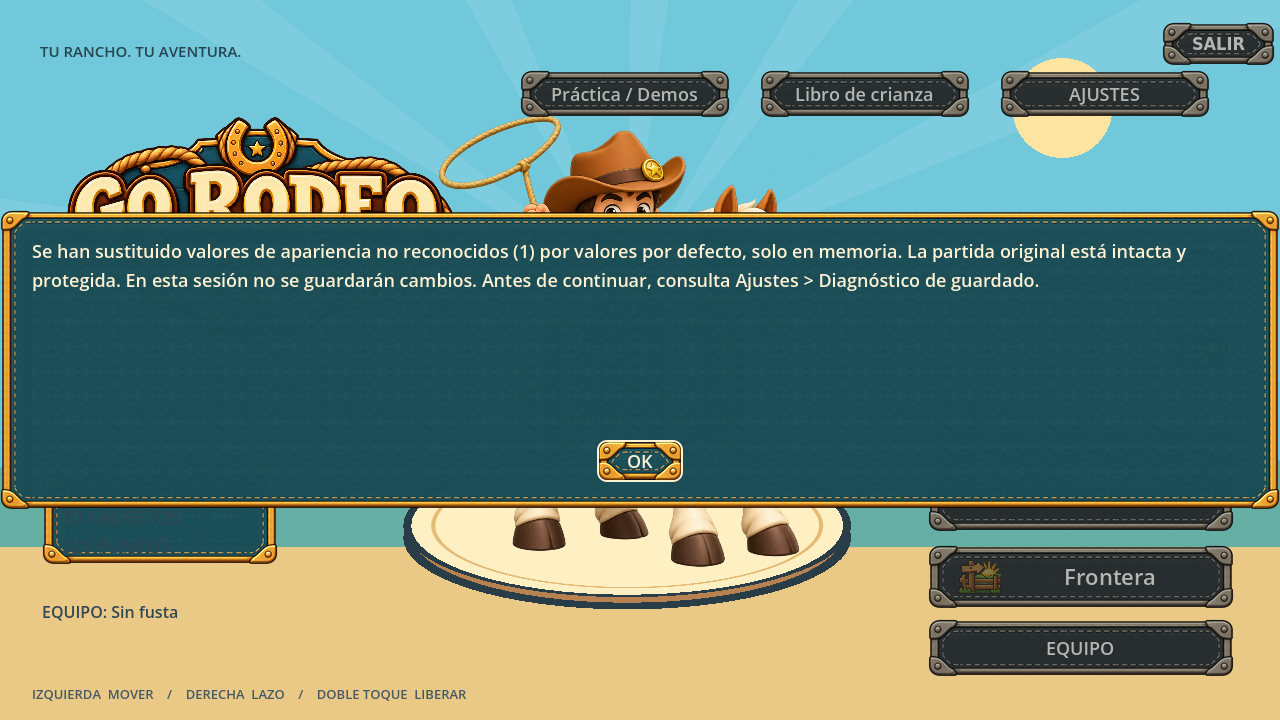 TU RANCHO. TU AVENTURA.
SALIR
Práctica / Demos
Libro de crianza
AJUSTES
GO RODEO
Se han sustituido valores de apariencia no reconocidos (1) por valores por defecto, solo en memoria. La partida original está intacta y
protegida. En esta sesión no se guardarán cambios. Antes de continuar, consulta Ajustes > Diagnóstico de guardado.
OK
Frontera
EQUIPO: Sin fusta
EQUIPO
IZQUIERDA MOVER / DERECHA LAZO / DOBLE TOQUE LIBERAR